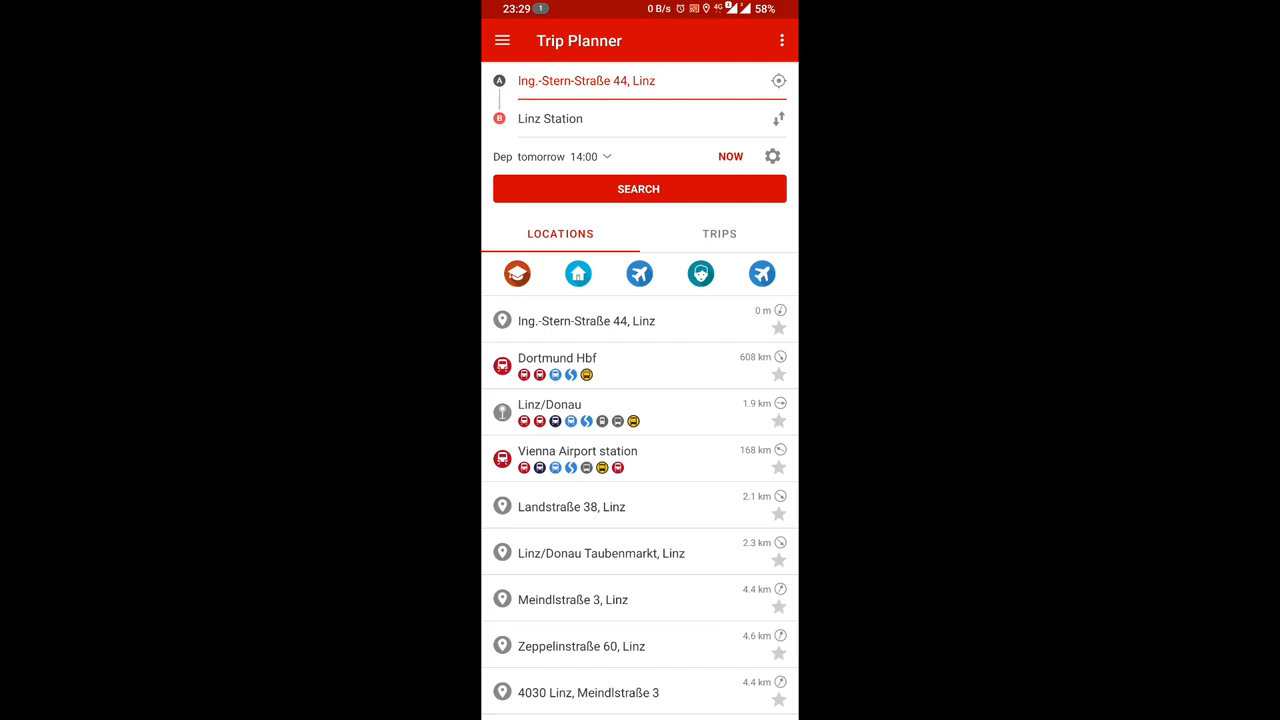 23:29 1 0 B/s 4G 58%
Trip Planner
A Ing.-Stern-Straße 44, Linz
B Linz Station
Dep tomorrow 14:00 NOW
SEARCH
LOCATIONS TRIPS
Ing.-Stern-Straße 44, Linz 0 m
Dortmund Hbf 608 km
Linz/Donau 1.9 km
Vienna Airport station 168 km
Landstraße 38, Linz 2.1 km
Linz/Donau Taubenmarkt, Linz 2.3 km
Meindlstraße 3, Linz 4.4 km
Zeppelinstraße 60, Linz 4.6 km
4030 Linz, Meindlstraße 3 4.4 km